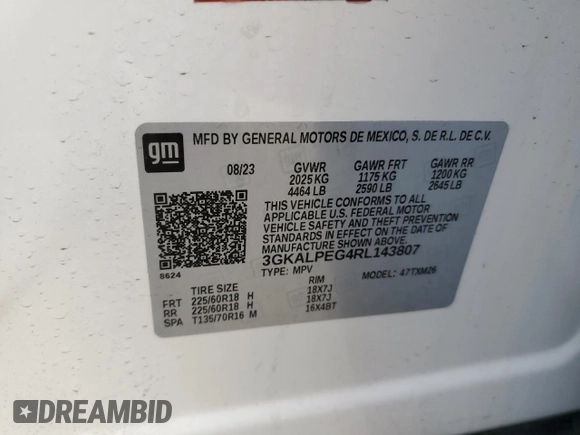 gm
MFD BY GENERAL MOTORS DE MEXICO, S. DE R.L. DE C.V.
08/23 GVWR GAWR FRT GAWR RR
2025 KG 1175 KG 1200 KG
4464 LB 2590 LB 2645 LB
THIS VEHICLE CONFORMS TO ALL
APPLICABLE U.S. FEDERAL MOTOR
VEHICLE SAFETY AND THEFT PREVENTION
STANDARDS IN EFFECT ON THE DATE OF
MANUFACTURE SHOWN ABOVE.
3GKALPEG4RL143807
8624 TYPE: MPV MODEL: 47TXM26
TIRE SIZE RIM
FRT 225/60R18 H 18X7J
RR 225/60R18 H 18X7J
SPA T135/70R16 M 16X4BT
DREAMBID